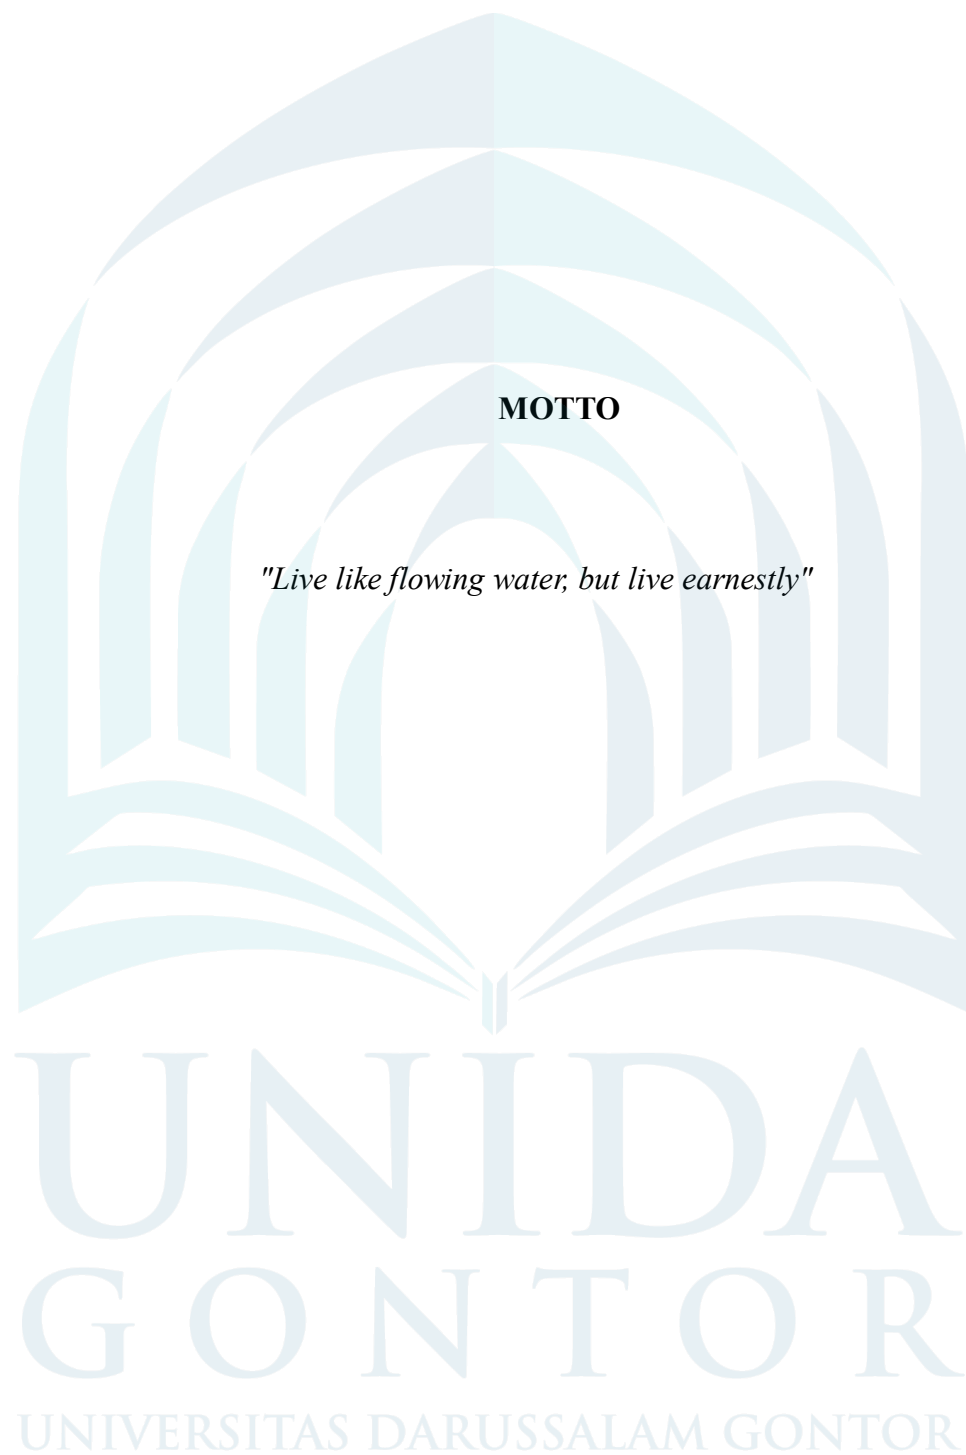 MOTTO
"Live like flowing water, but live earnestly"
UNIDA
GONTOR
UNIVERSITAS DARUSSALAM GONTOR